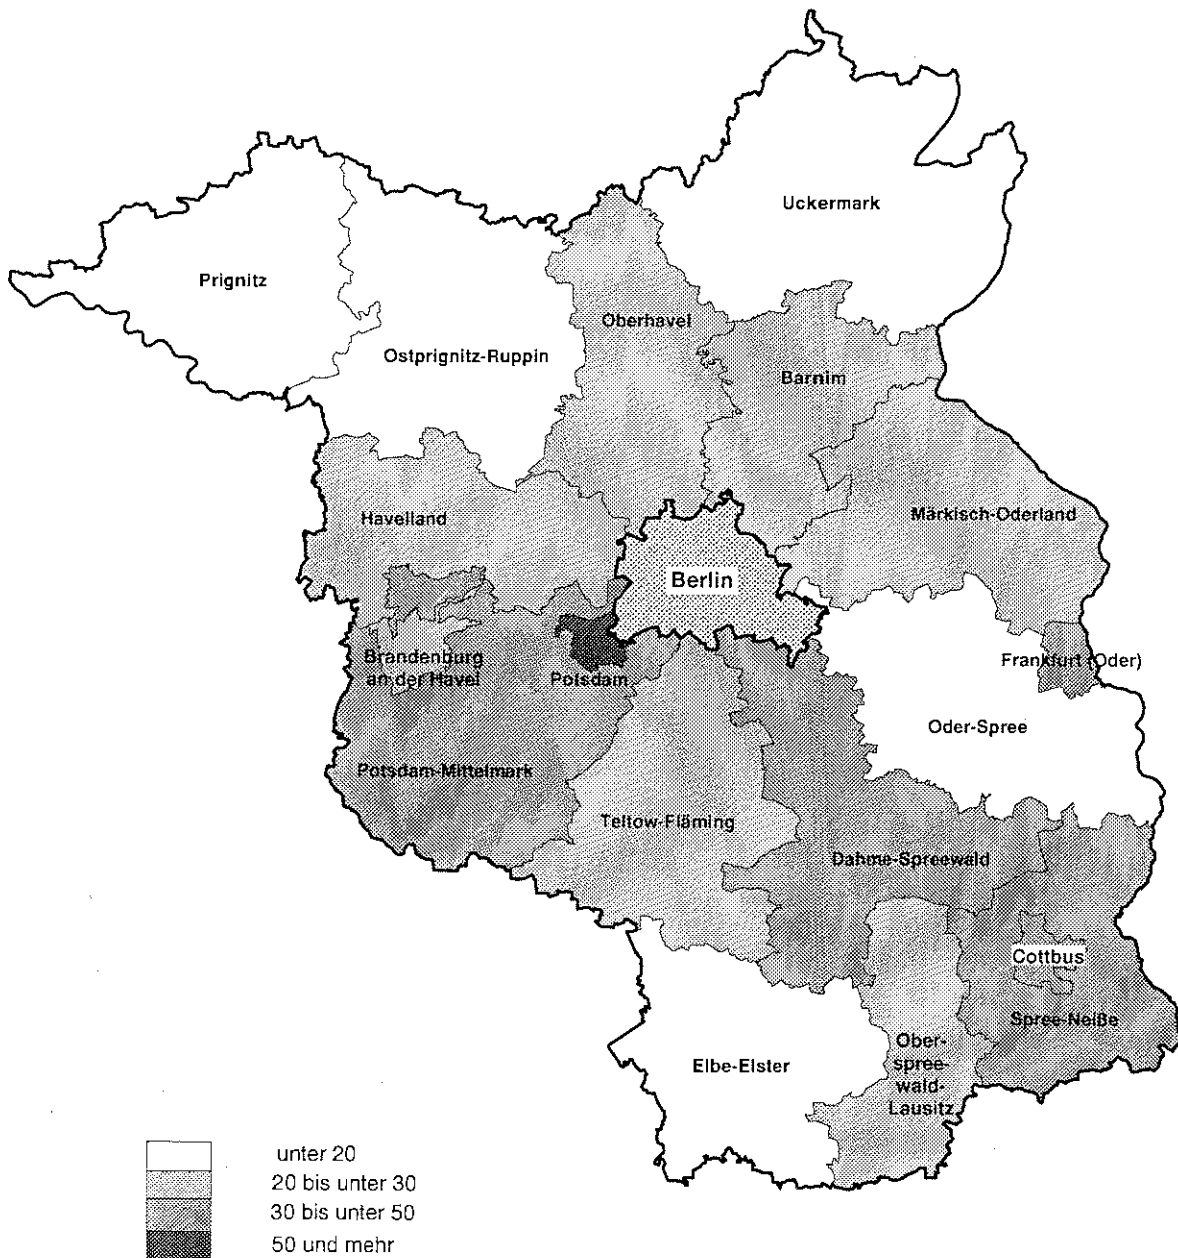 Uckermark
Prignitz
Oberhavel
Ostprignitz-Ruppin
Barnim
Havelland
Märkisch-Oderland
Berlin
Brandenburg
an der Havel
Potsdam
Frankfurt (Oder)
Oder-Spree
Potsdam-Mittelmark
Teltow-Fläming
Dahme-Spreewald
Cottbus
Spree-Neiße
Elbe-Elster
Ober-
spree-
wald-
Lausitz
unter 20
20 bis unter 30
30 bis unter 50
50 und mehr